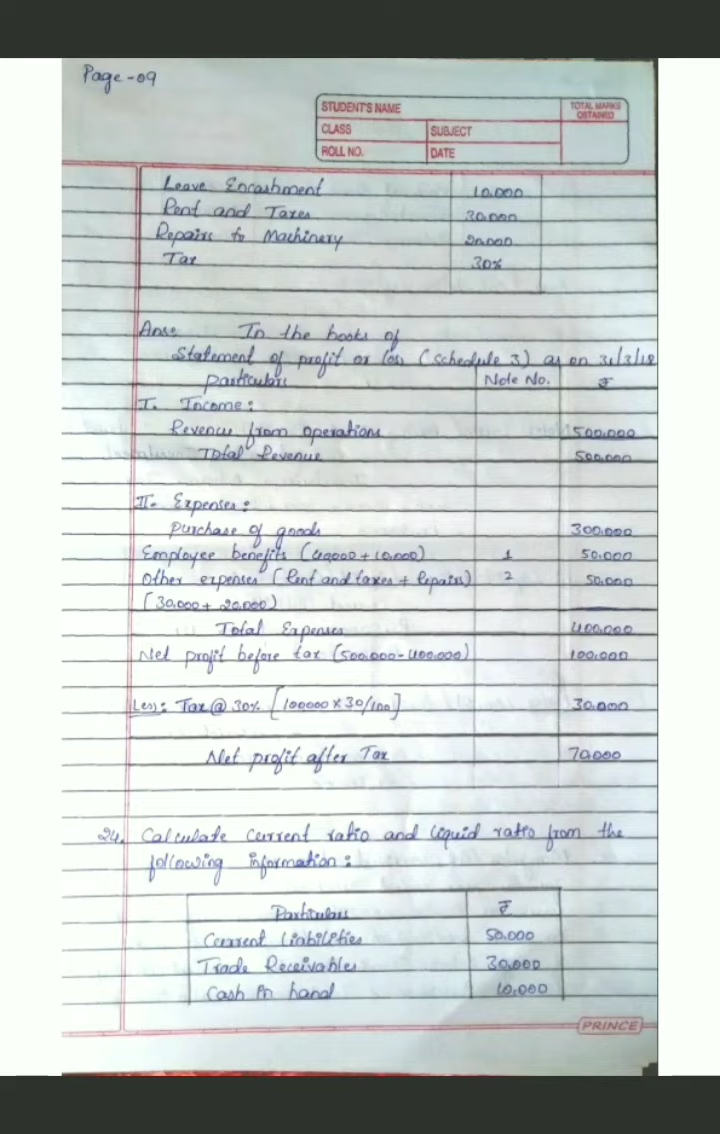 Page-09
STUDENT'S NAME
TOTAL MARKS OBTAINED
CLASS SUBJECT
ROLL NO. DATE
Leave Encashment 10,000
Rent and Taxes 30,000
Repairs to Machinery 20,000
Tax 30%
Ans: In the books of
Statement of profit or loss (Schedule 3) as on 31/3/18
Particulars Note No. ₹
I. Income:
Revenue from operations 500,000
Total Revenue 500,000
II. Expenses:
Purchase of goods 300,000
Employee benefits (40,000 + 10,000) 1 50,000
Other expenses (Rent and taxes + Repairs) 2 50,000
[30,000 + 20,000)
Total Expenses 400,000
Net profit before tax (500,000 - 400,000) 100,000
Less: Tax @ 30% [100000 x 30/100] 30,000
Net profit after Tax 70,000
24. Calculate current ratio and liquid ratio from the
following information:
Particulars ₹
Current Liabilities 50,000
Trade Receivables 30,000
Cash in hand 10,000
PRINCE